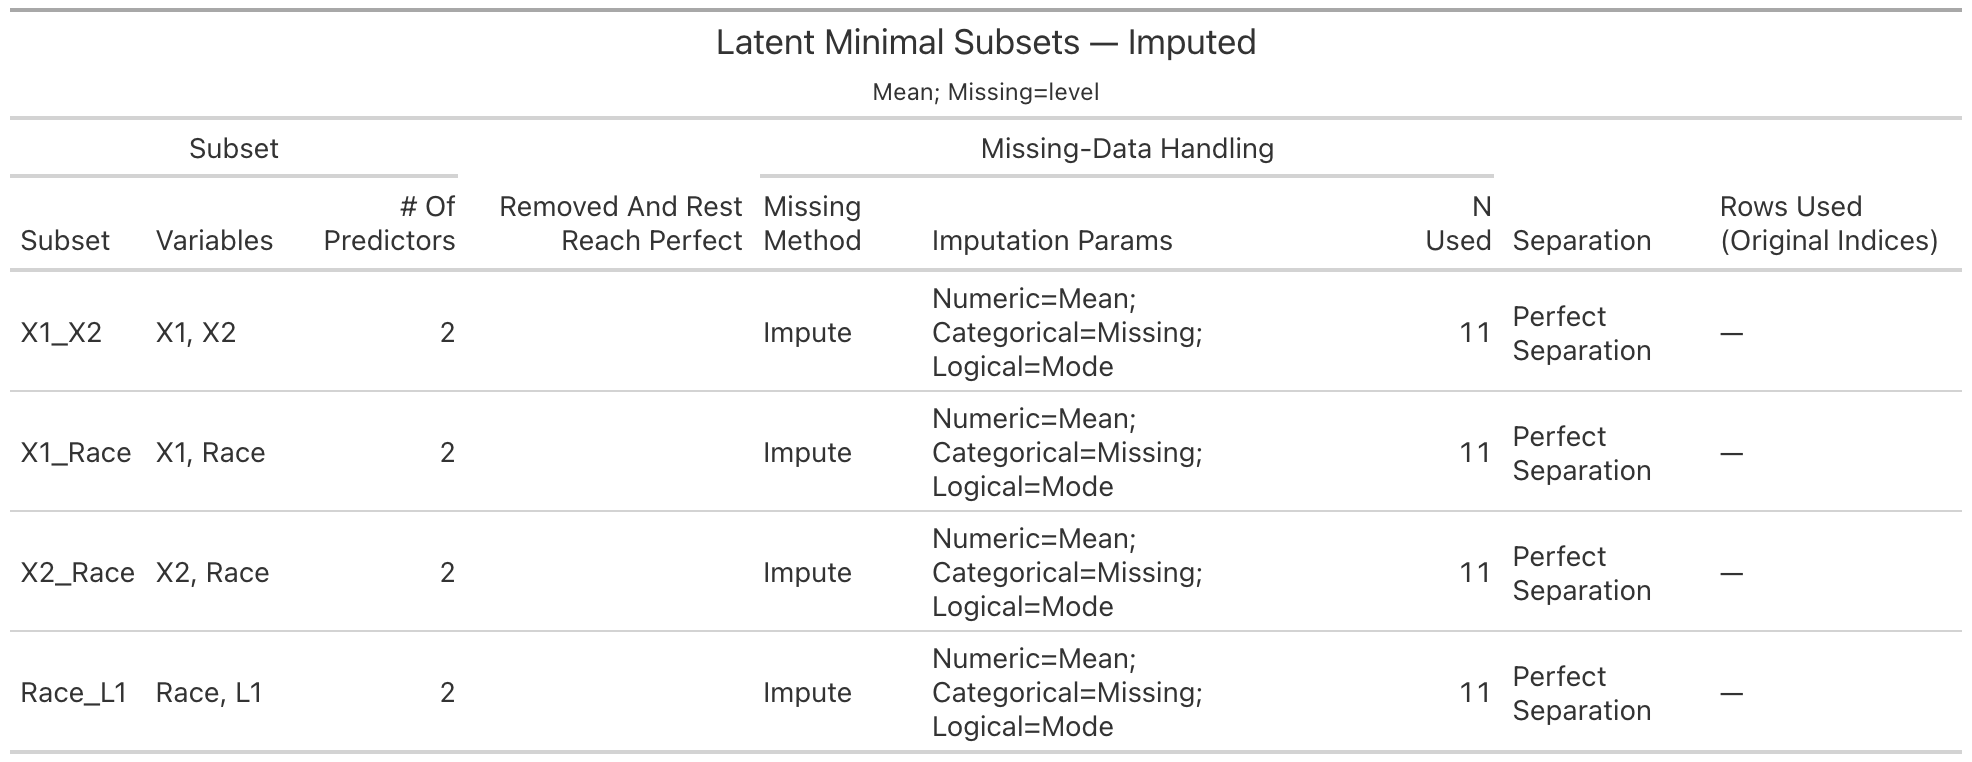 Latent Minimal Subsets — Imputed
Mean; Missing=level
Subset
Missing-Data Handling
Subset
Variables
# Of
Predictors
Removed And Rest
Reach Perfect
Missing
Method
Imputation Params
N
Used
Separation
Rows Used
(Original Indices)
X1_X2
X1, X2
2
Impute
Numeric=Mean;
Categorical=Missing;
Logical=Mode
11
Perfect
Separation
—
X1_Race
X1, Race
2
Impute
Numeric=Mean;
Categorical=Missing;
Logical=Mode
11
Perfect
Separation
—
X2_Race
X2, Race
2
Impute
Numeric=Mean;
Categorical=Missing;
Logical=Mode
11
Perfect
Separation
—
Race_L1
Race, L1
2
Impute
Numeric=Mean;
Categorical=Missing;
Logical=Mode
11
Perfect
Separation
—